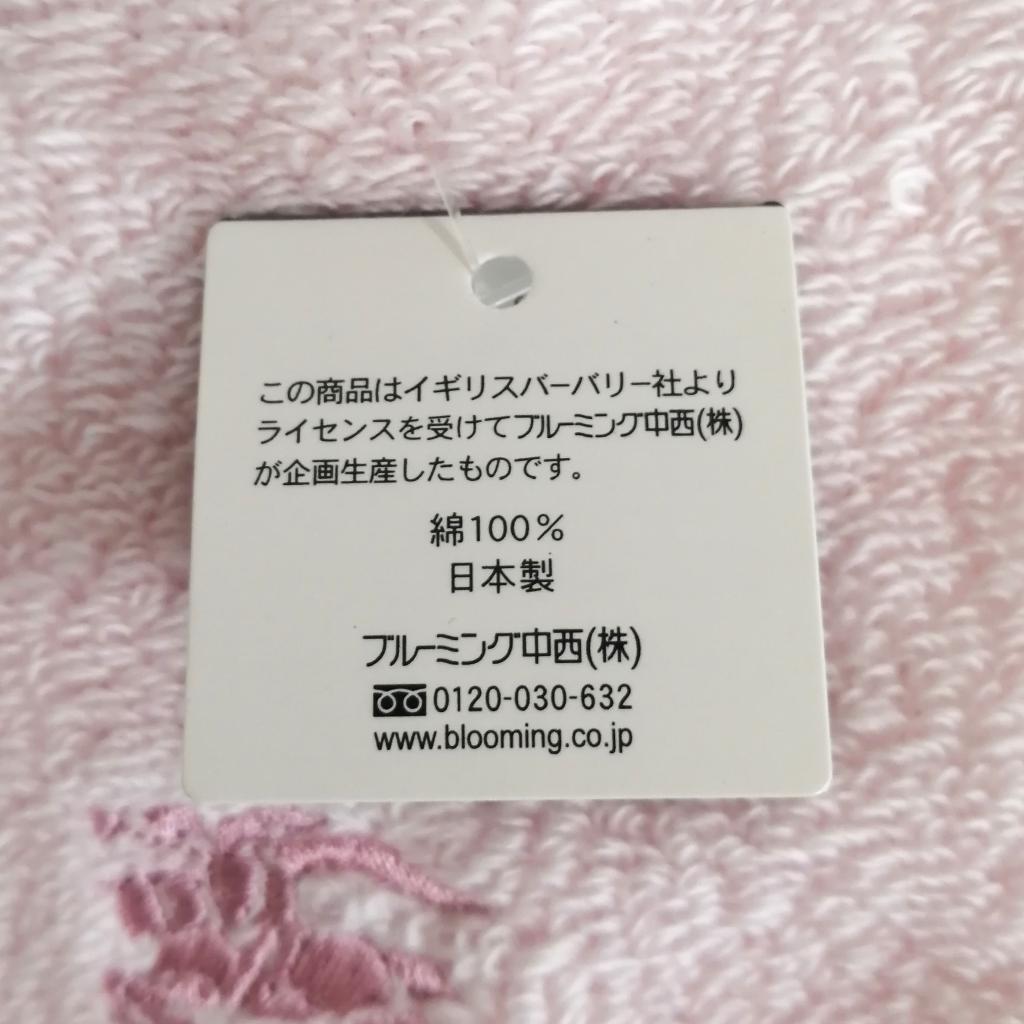 この商品はイギリスバーバリー社より
ライセンスを受けてブルーミング中西(株)
が企画生産したものです。
綿100%
日本製
ブルーミング中西(株)
0120-030-632
www.blooming.co.jp